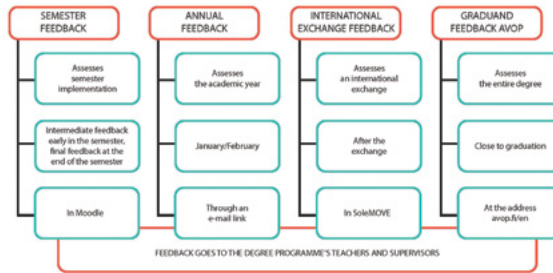 SEMESTER
FEEDBACK
Assesses
semester
implementation
Intermediate feedback
early in the semester,
final feedback at the
end of the semester
In Moodle
ANNUAL
FEEDBACK
Assesses
the academic year
January/February
Through an
e-mail link
INTERNATIONAL
EXCHANGE FEEDBACK
Assesses
an international
exchange
After the
exchange
In SoleMOVE
GRADUAND
FEEDBACK AVOP
Assesses
the entire degree
Close to graduation
At the address
avop.fi/en
FEEDBACK GOES TO THE DEGREE PROGRAMME'S TEACHERS AND SUPERVISORS